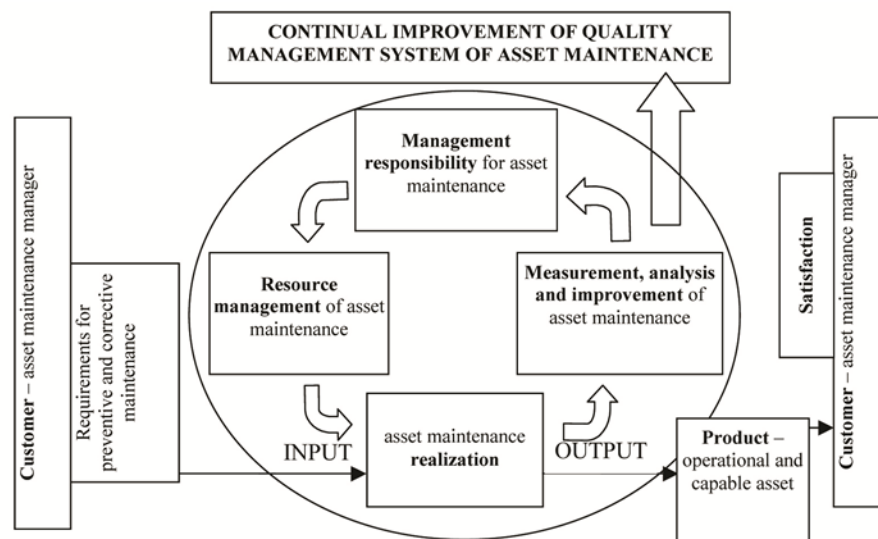 CONTINUAL IMPROVEMENT OF QUALITY
MANAGEMENT SYSTEM OF ASSET MAINTENANCE
Customer – asset maintenance manager
Requirements for
preventive and corrective
maintenance
Management
responsibility for asset
maintenance
Resource
management of asset
maintenance
Measurement, analysis
and improvement of
asset maintenance
INPUT
asset maintenance
realization
OUTPUT
Product –
operational and
capable asset
Satisfaction
Customer – asset maintenance manager